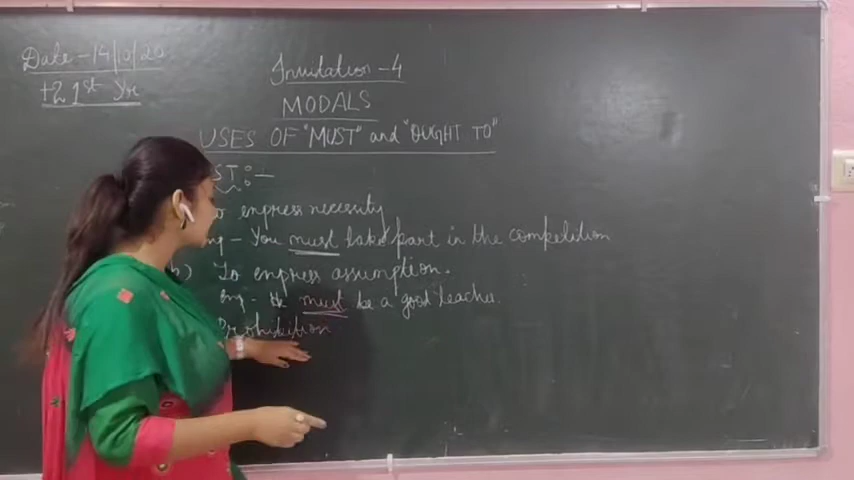 Date - 14/10/20
+2 1st Yr
Invitation - 4
MODALS
USES OF "MUST" and "OUGHT TO"
ST :-
To express necessity
eg - You must take part in the competition
b) To express assumption.
eg - He must be a good teacher.
Prohibition